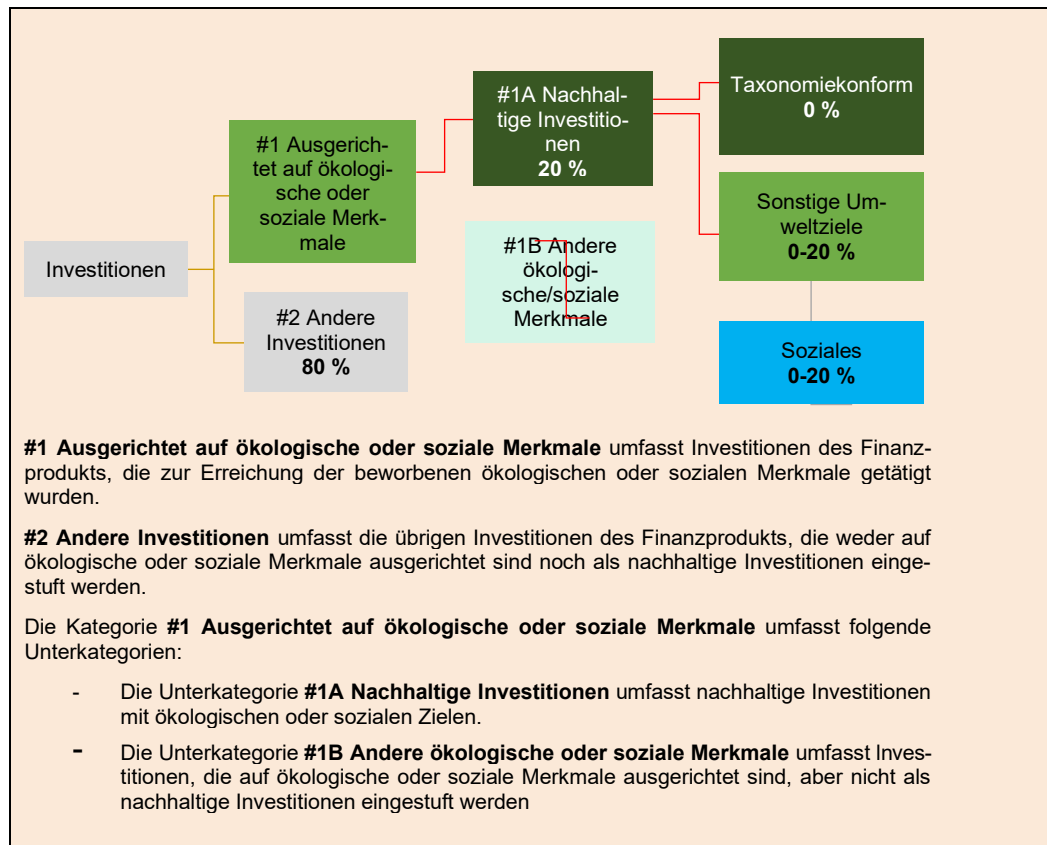 Investitionen
#1 Ausgerich-
tet auf ökologi-
sche oder
soziale Merk-
male
#2 Andere
Investitionen
80 %
#1A Nachhal-
tige Investitio-
nen
20 %
#1B Andere
ökologi-
sche/soziale
Merkmale
Taxonomiekonform
0 %
Sonstige Um-
weltziele
0-20 %
Soziales
0-20 %
#1 Ausgerichtet auf ökologische oder soziale Merkmale umfasst Investitionen des Finanz-
produkts, die zur Erreichung der beworbenen ökologischen oder sozialen Merkmale getätigt
wurden.
#2 Andere Investitionen umfasst die übrigen Investitionen des Finanzprodukts, die weder auf
ökologische oder soziale Merkmale ausgerichtet sind noch als nachhaltige Investitionen einge-
stuft werden.
Die Kategorie #1 Ausgerichtet auf ökologische oder soziale Merkmale umfasst folgende
Unterkategorien:
- Die Unterkategorie #1A Nachhaltige Investitionen umfasst nachhaltige Investitionen
mit ökologischen oder sozialen Zielen.
- Die Unterkategorie #1B Andere ökologische oder soziale Merkmale umfasst Inves-
titionen, die auf ökologische oder soziale Merkmale ausgerichtet sind, aber nicht als
nachhaltige Investitionen eingestuft werden